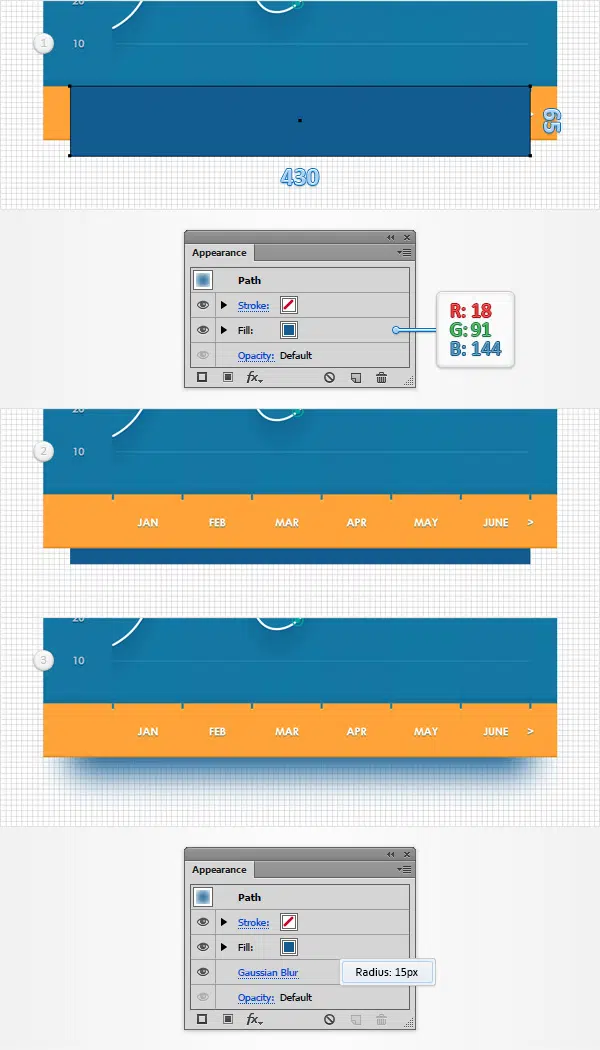 20
1
10
65
430
Appearance
Path
Stroke:
Fill:
R: 18
G: 91
B: 144
Opacity: Default
fx
20
2
10
JAN FEB MAR APR MAY JUNE >
20
3
10
JAN FEB MAR APR MAY JUNE >
Appearance
Path
Stroke:
Fill:
Gaussian Blur
Radius: 15px
Opacity: Default
fx